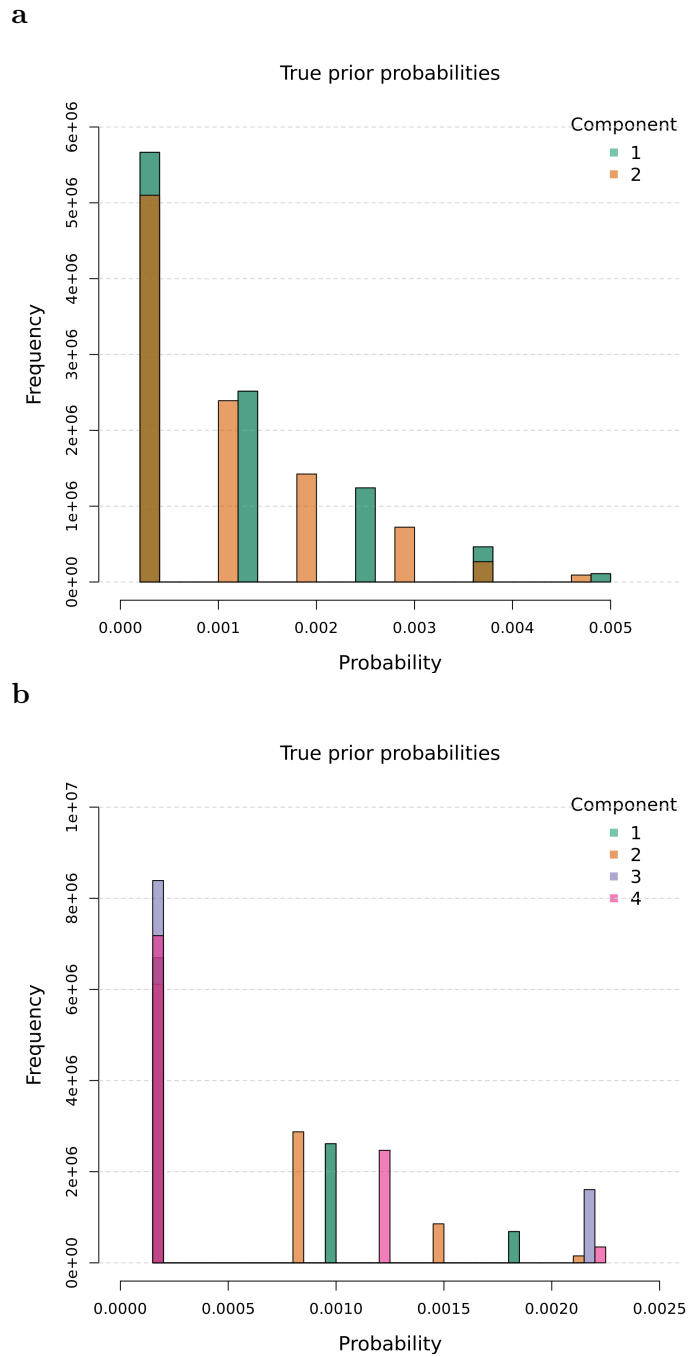 a
True prior probabilities
Component
1
2
Frequency
0e+00 1e+06 2e+06 3e+06 4e+06 5e+06 6e+06
0.000 0.001 0.002 0.003 0.004 0.005
Probability
b
True prior probabilities
Component
1
2
3
4
Frequency
0e+00 2e+06 4e+06 6e+06 8e+06 1e+07
0.0000 0.0005 0.0010 0.0015 0.0020 0.0025
Probability